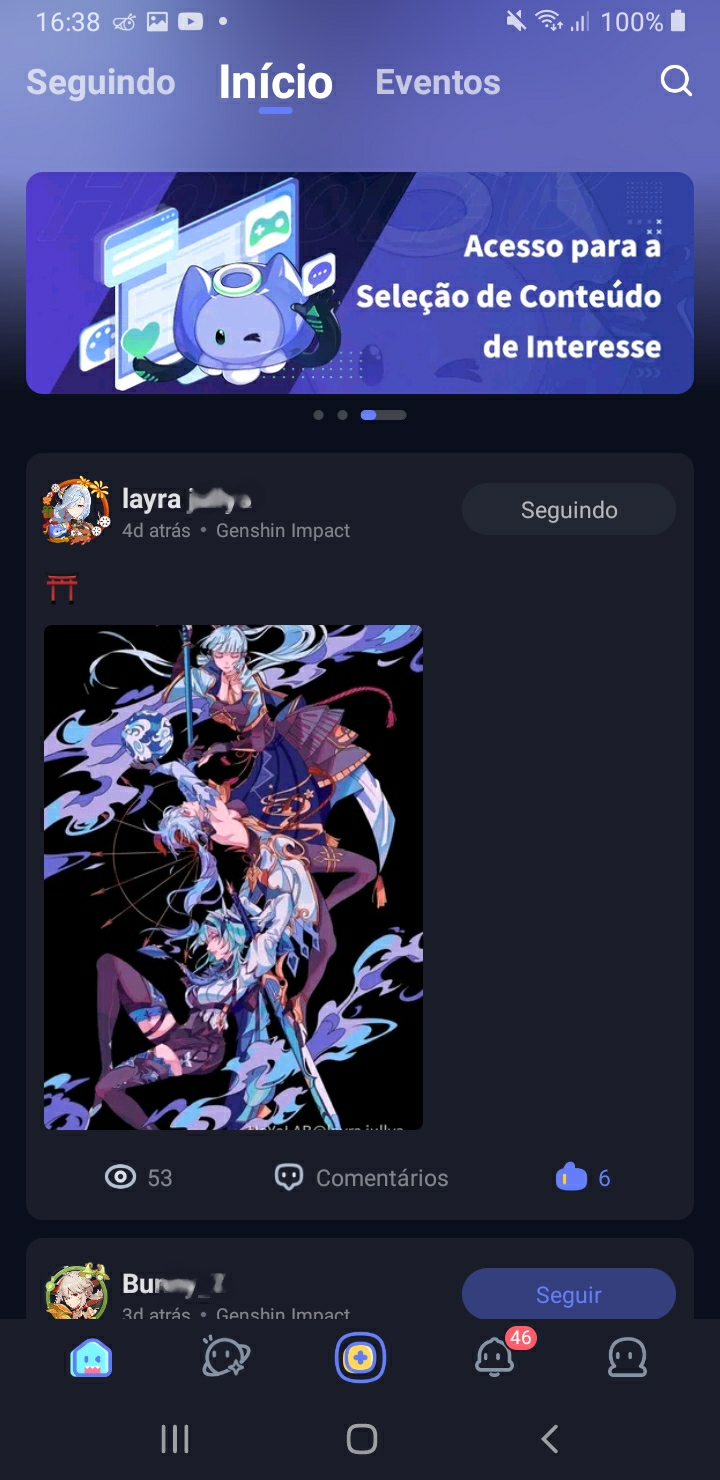 16:38
100%
Seguindo
Início
Eventos
Acesso para a
Seleção de Conteúdo
de Interesse
layra
Seguindo
4d atrás • Genshin Impact
53
Comentários
6
Seguir
3d atrás • Genshin Impact
46